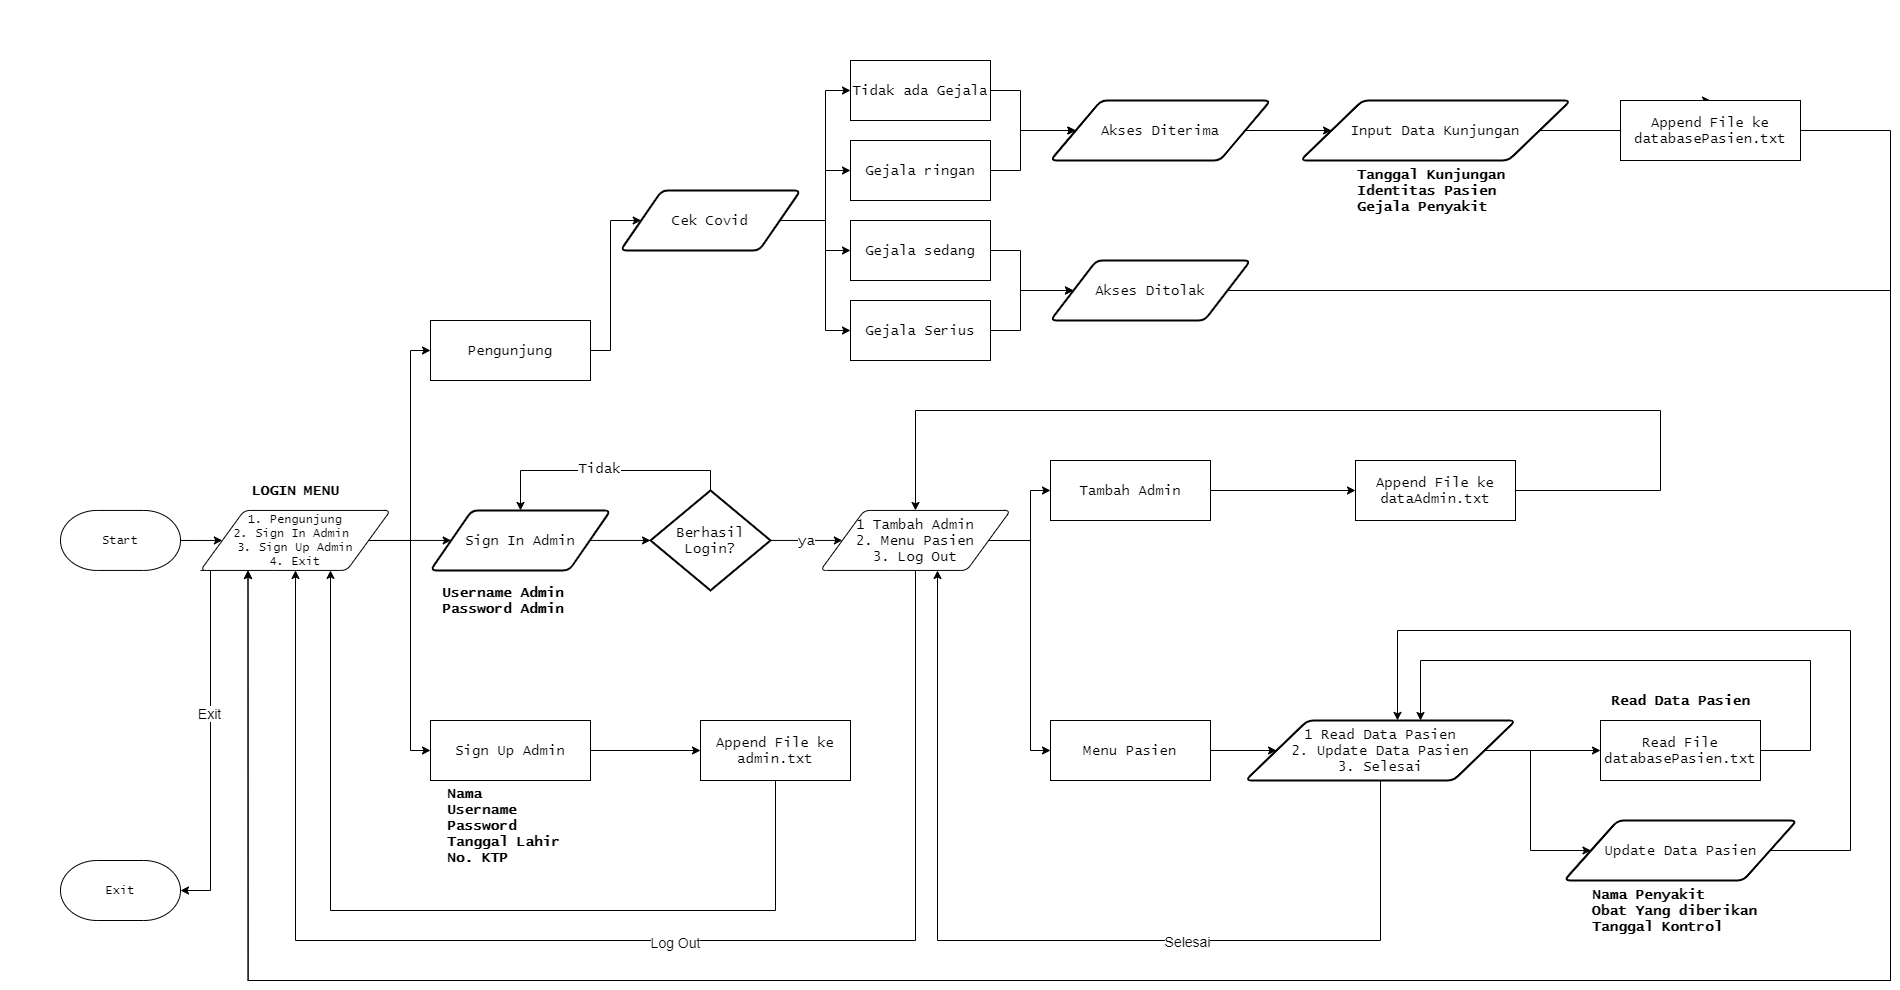 Tidak ada Gejala
Gejala ringan
Gejala sedang
Gejala Serius
Cek Covid
Pengunjung
Akses Diterima
Akses Ditolak
Input Data Kunjungan
Tanggal Kunjungan
Identitas Pasien
Gejala Penyakit
Append File ke
databasePasien.txt
LOGIN MENU
Start
1. Pengunjung
2. Sign In Admin
3. Sign Up Admin
4. Exit
Tidak
Sign In Admin
Username Admin
Password Admin
Berhasil
Login?
ya
1 Tambah Admin
2. Menu Pasien
3. Log Out
Tambah Admin
Append File ke
dataAdmin.txt
Exit
Exit
Sign Up Admin
Nama
Username
Password
Tanggal Lahir
No. KTP
Append File ke
admin.txt
Log Out
Menu Pasien
1 Read Data Pasien
2. Update Data Pasien
3. Selesai
Selesai
Read Data Pasien
Read File
databasePasien.txt
Update Data Pasien
Nama Penyakit
Obat Yang diberikan
Tanggal Kontrol